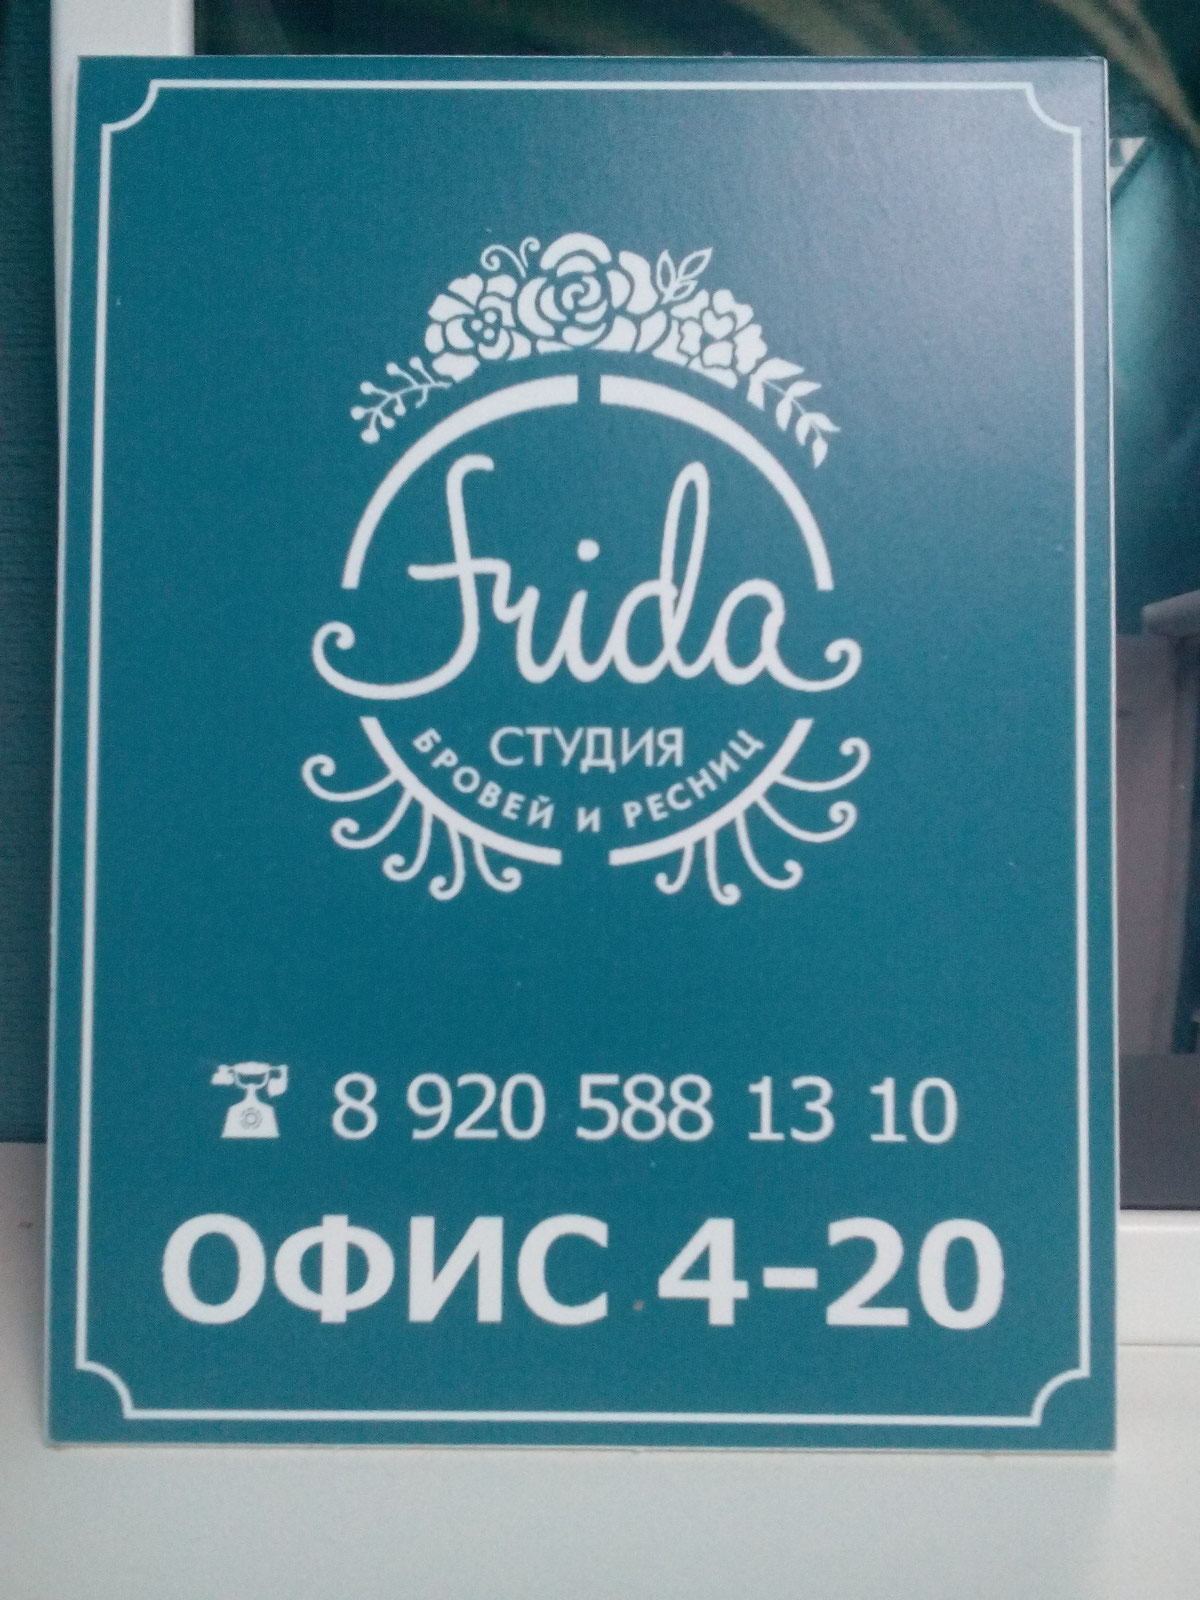 Frida
СТУДИЯ
БРОВЕЙ И РЕСНИЦ
8 920 588 13 10
ОФИС 4-20